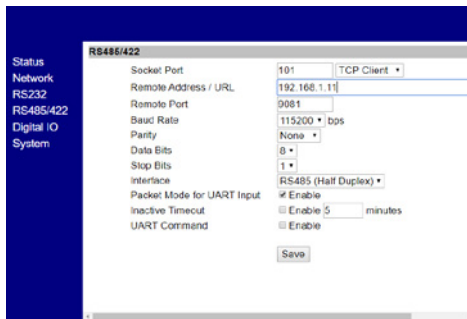 Status
Network
RS232
RS485/422
Digital IO
System
RS485/422
Socket Port 101 TCP Client
Remote Address / URL 192.168.1.11
Remote Port 9081
Baud Rate 115200 bps
Parity None
Data Bits 8
Stop Bits 1
Interface RS485 (Half Duplex)
Packet Mode for UART Input Enable
Inactive Timeout Enable 5 minutes
UART Command Enable
Save